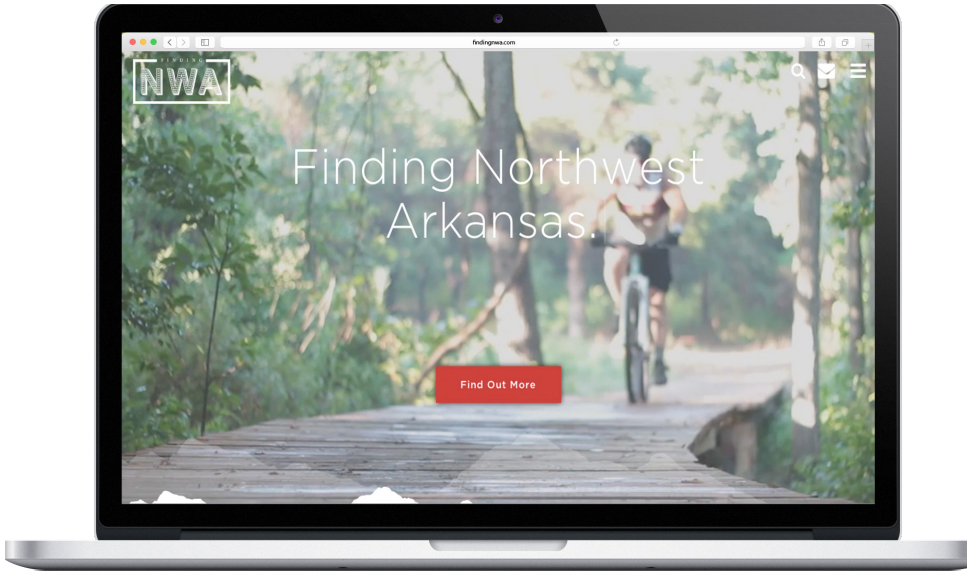 findingnwa.com
FINDING
NWA
Finding Northwest
Arkansas.
Find Out More